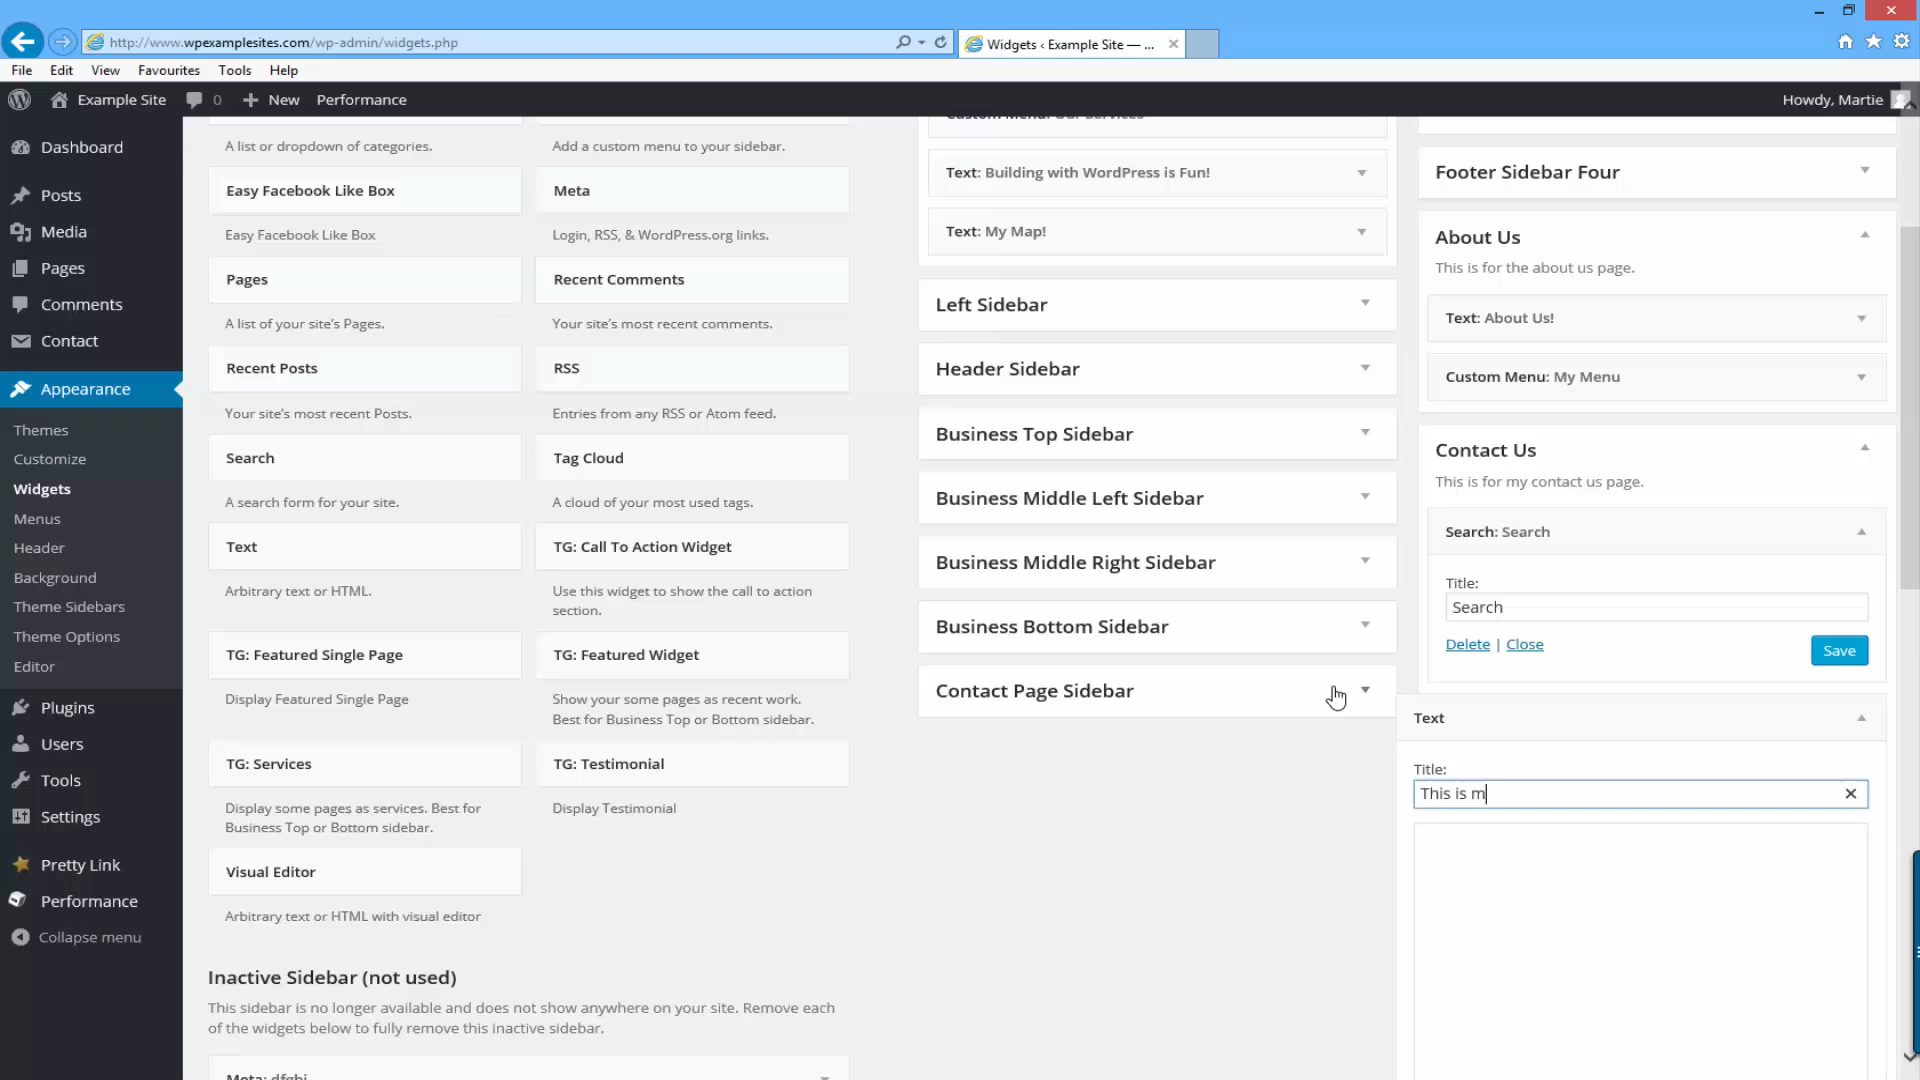 http://www.wpexamplesites.com/wp-admin/widgets.php
Widgets ‹ Example Site — ...
File Edit View Favourites Tools Help
Example Site 0 New Performance
Howdy, Martie
Dashboard
Posts
Media
Pages
Comments
Contact
Appearance
Themes
Customize
Widgets
Menus
Header
Background
Theme Sidebars
Theme Options
Editor
Plugins
Users
Tools
Settings
Pretty Link
Performance
Collapse menu
A list or dropdown of categories.
Add a custom menu to your sidebar.
Easy Facebook Like Box
Meta
Easy Facebook Like Box
Login, RSS, & WordPress.org links.
Pages
Recent Comments
A list of your site's Pages.
Your site's most recent comments.
Recent Posts
RSS
Your site's most recent Posts.
Entries from any RSS or Atom feed.
Search
Tag Cloud
A search form for your site.
A cloud of your most used tags.
Text
TG: Call To Action Widget
Arbitrary text or HTML.
Use this widget to show the call to action
section.
TG: Featured Single Page
TG: Featured Widget
Display Featured Single Page
Show your some pages as recent work.
Best for Business Top or Bottom sidebar.
TG: Services
TG: Testimonial
Display some pages as services. Best for
Business Top or Bottom sidebar.
Display Testimonial
Visual Editor
Arbitrary text or HTML with visual editor
Inactive Sidebar (not used)
This sidebar is no longer available and does not show anywhere on your site. Remove each
of the widgets below to fully remove this inactive sidebar.
Meta: dfghj
Custom Menu: Our Services
Text: Building with WordPress is Fun!
Text: My Map!
Left Sidebar
Header Sidebar
Business Top Sidebar
Business Middle Left Sidebar
Business Middle Right Sidebar
Business Bottom Sidebar
Contact Page Sidebar
Footer Sidebar Four
About Us
This is for the about us page.
Text: About Us!
Custom Menu: My Menu
Contact Us
This is for my contact us page.
Search: Search
Title:
Search
Delete | Close
Save
Text
Title:
This is m